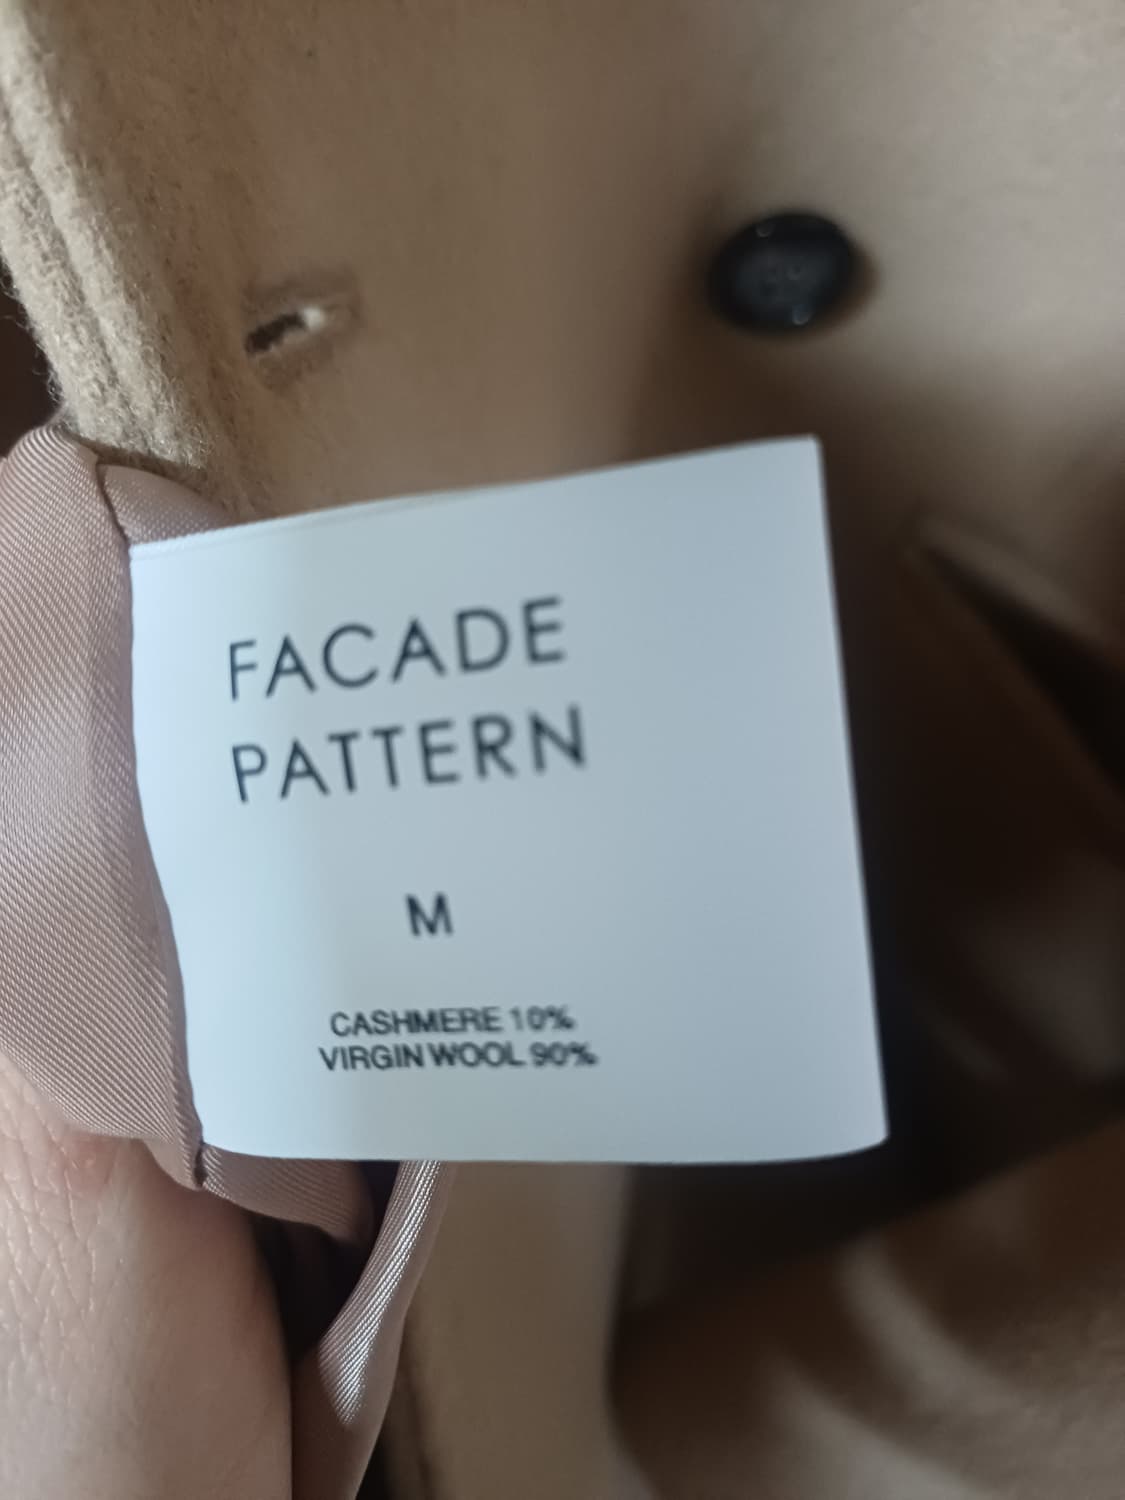 FACADE
PATTERN
M
CASHMERE 10%
VIRGIN WOOL 90%